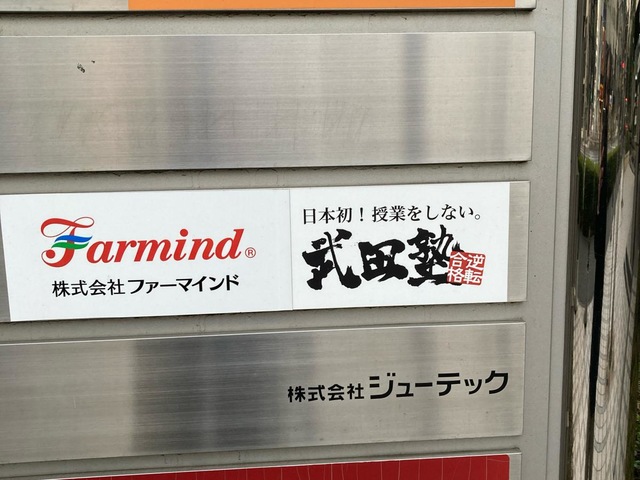 Farmind®
株式会社ファーマインド
日本初！授業をしない。
武田塾
逆転
合格
株式会社 ジューテック